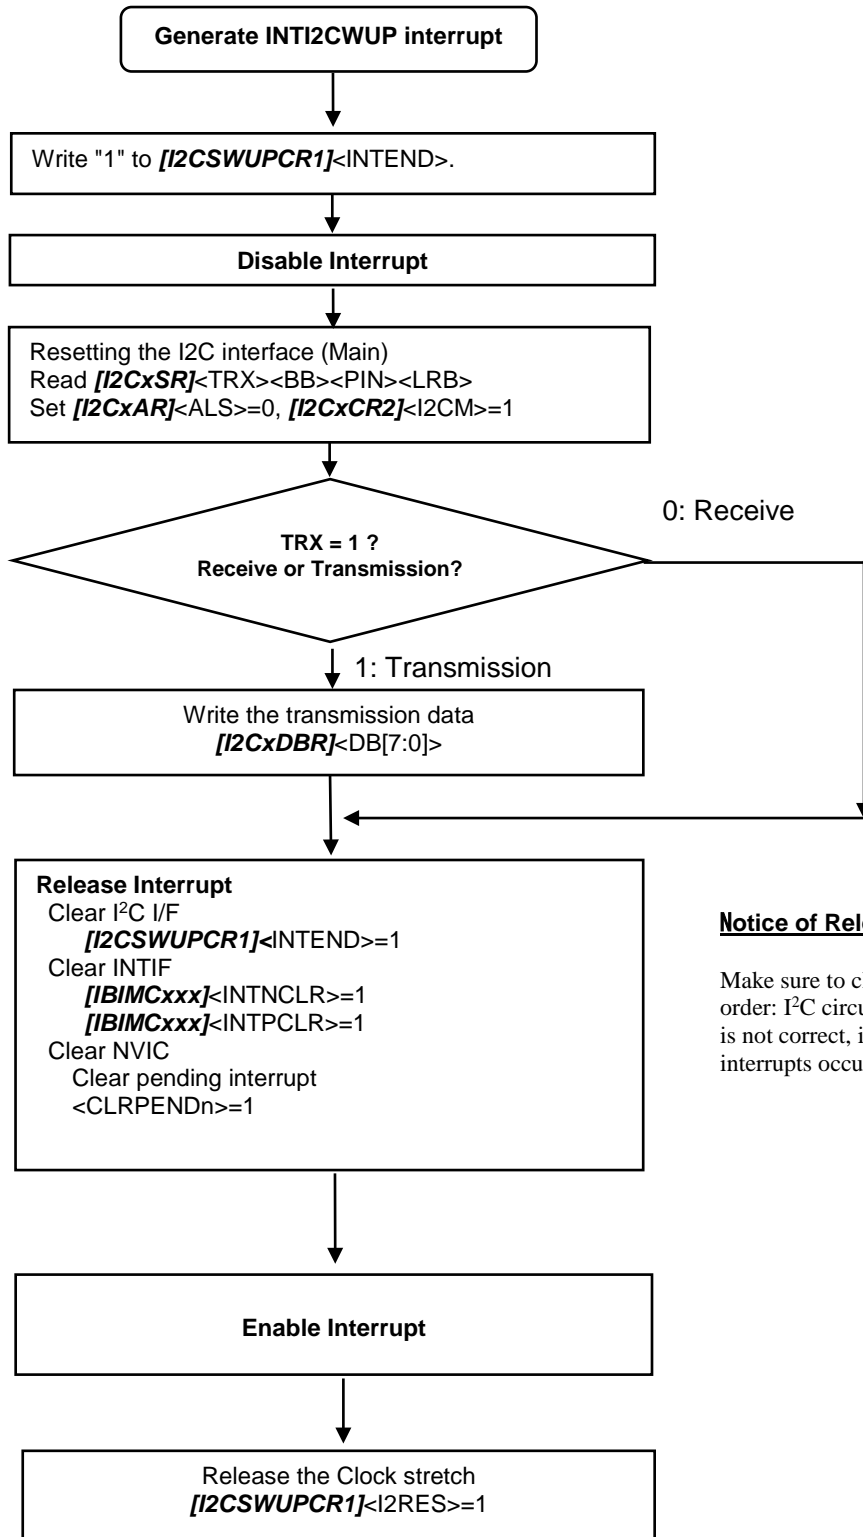 Generate INTI2CWUP interrupt
Write "1" to [I2CSWUPCR1]<INTEND>.
Disable Interrupt
Resetting the I2C interface (Main)
Read [I2CxSR]<TRX><BB><PIN><LRB>
Set [I2CxAR]<ALS>=0, [I2CxCR2]<I2CM>=1
TRX = 1 ?
Receive or Transmission?
0: Receive
1: Transmission
Write the transmission data
[I2CxDBR]<DB[7:0]>
Release Interrupt
Clear I²C I/F
[I2CSWUPCR1]<INTEND>=1
Clear INTIF
[IBIMCxxx]<INTNCLR>=1
[IBIMCxxx]<INTPCLR>=1
Clear NVIC
Clear pending interrupt
<CLRPENDn>=1
Notice of
Make sure to
order: I²C
is not correct,
interrupts
Enable Interrupt
Release the Clock stretch
[I2CSWUPCR1]<I2RES>=1